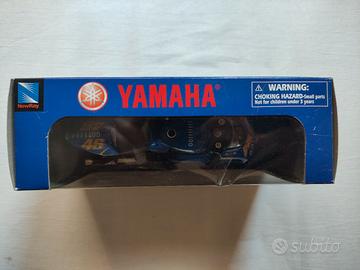 NewRay
YAMAHA
WARNING:
CHOKING HAZARD-Small parts
Not for children under 3 years
46
subito